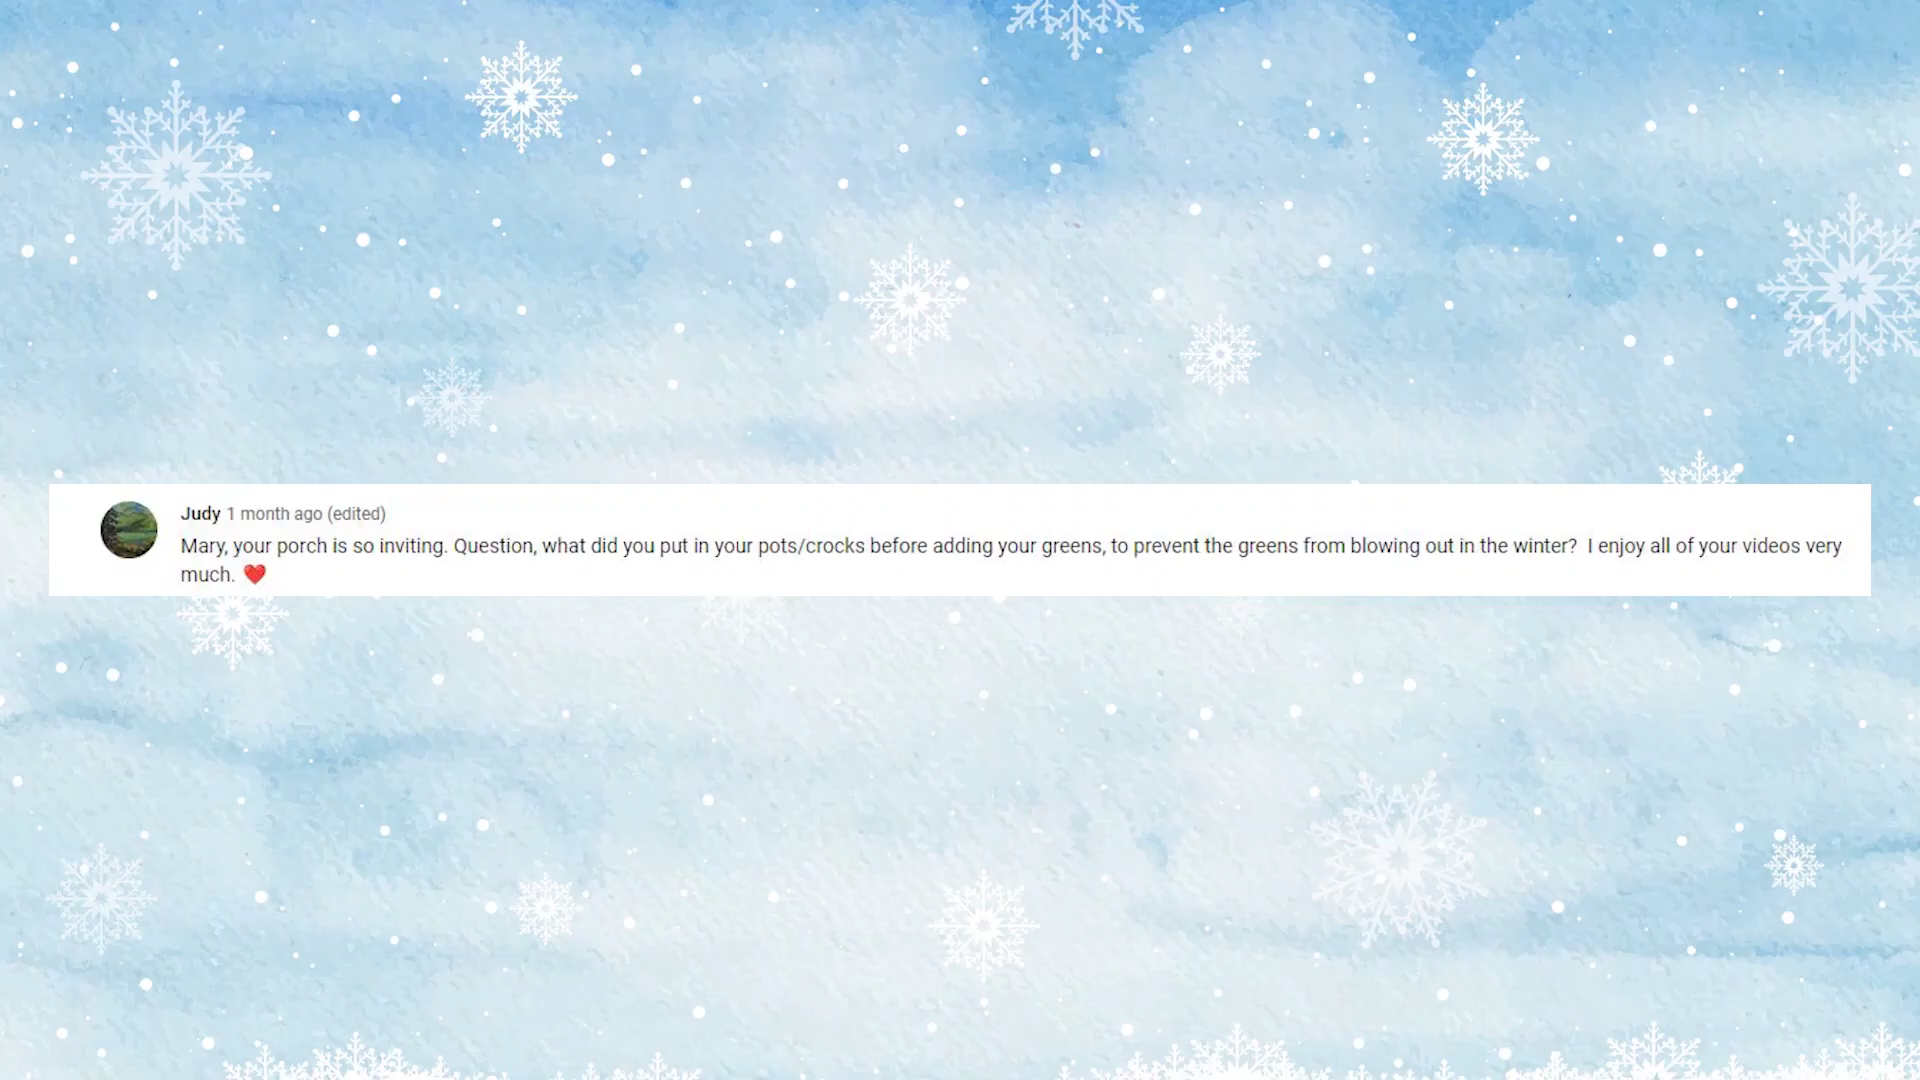 Judy 1 month ago (edited)
Mary, your porch is so inviting. Question, what did you put in your pots/crocks before adding your greens, to prevent the greens from blowing out in the winter?  I enjoy all of your videos very
much. ❤️